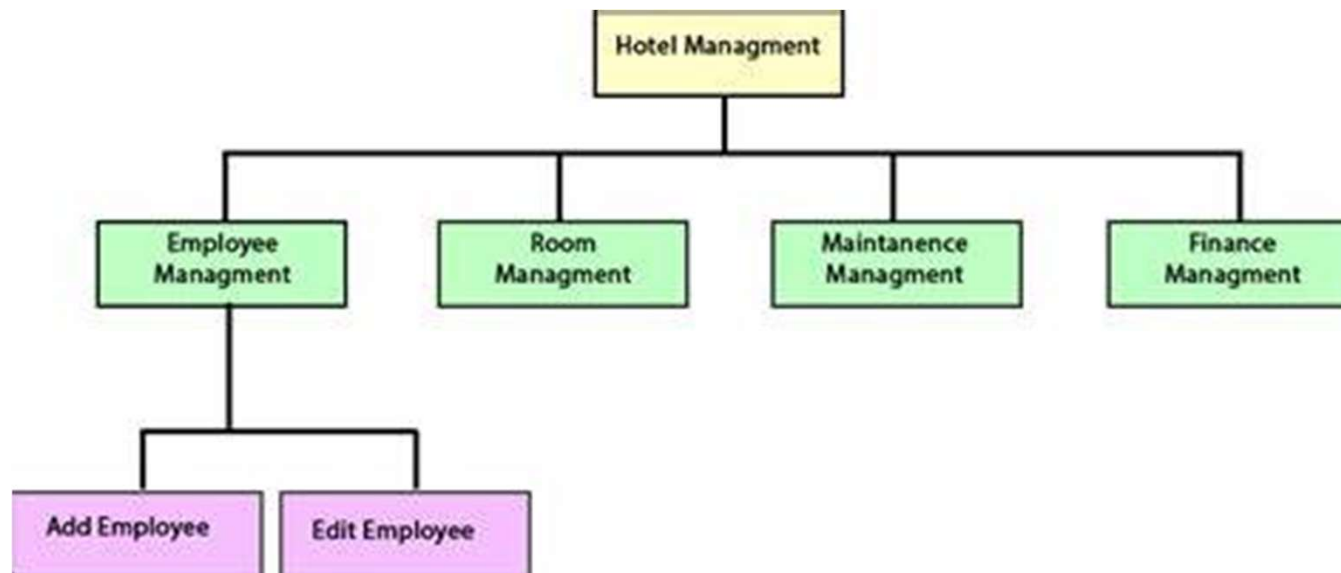 Hotel Managment
Employee
Managment
Room
Managment
Maintanence
Managment
Finance
Managment
Add Employee
Edit Employee